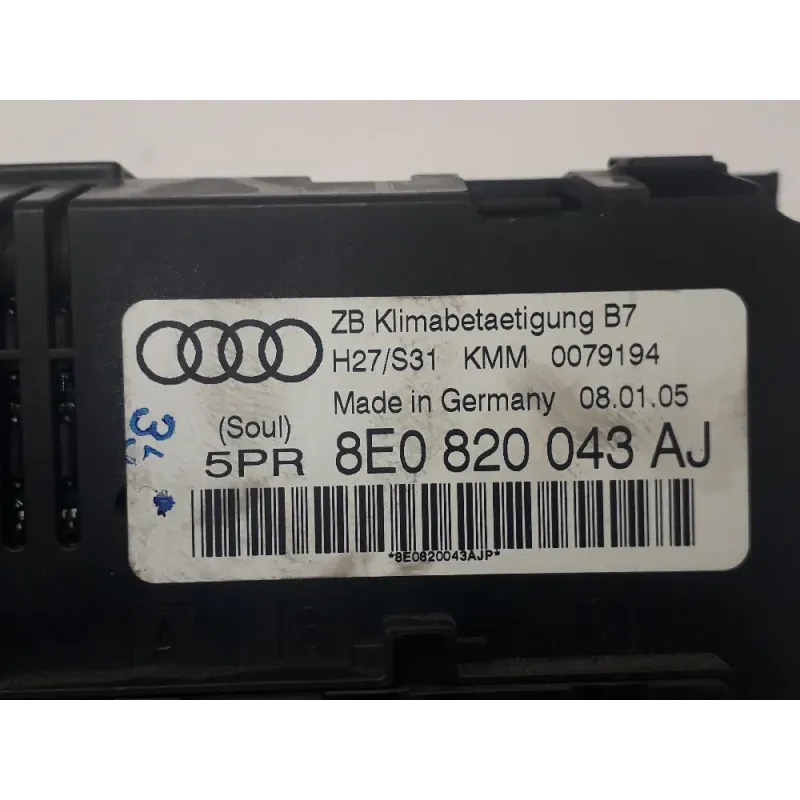 ZB Klimabetaetigung B7
H27/S31 KMM 0079194
Made in Germany 08.01.05
(Soul)
5PR 8E0 820 043 AJ
*8E0820043AJP*
A B